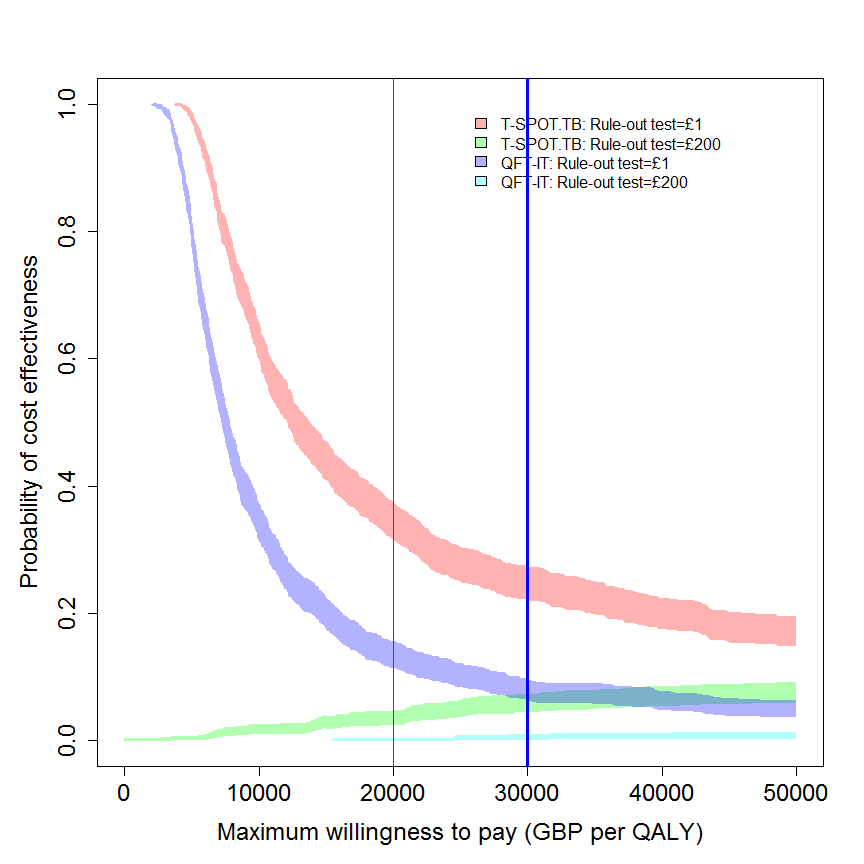 T-SPOT.TB: Rule-out test=£1
T-SPOT.TB: Rule-out test=£200
QFT-IT: Rule-out test=£1
QFT-IT: Rule-out test=£200
1.0
0.8
0.6
0.4
0.2
0.0
Probability of cost effectiveness
0 10000 20000 30000 40000 50000
Maximum willingness to pay (GBP per QALY)